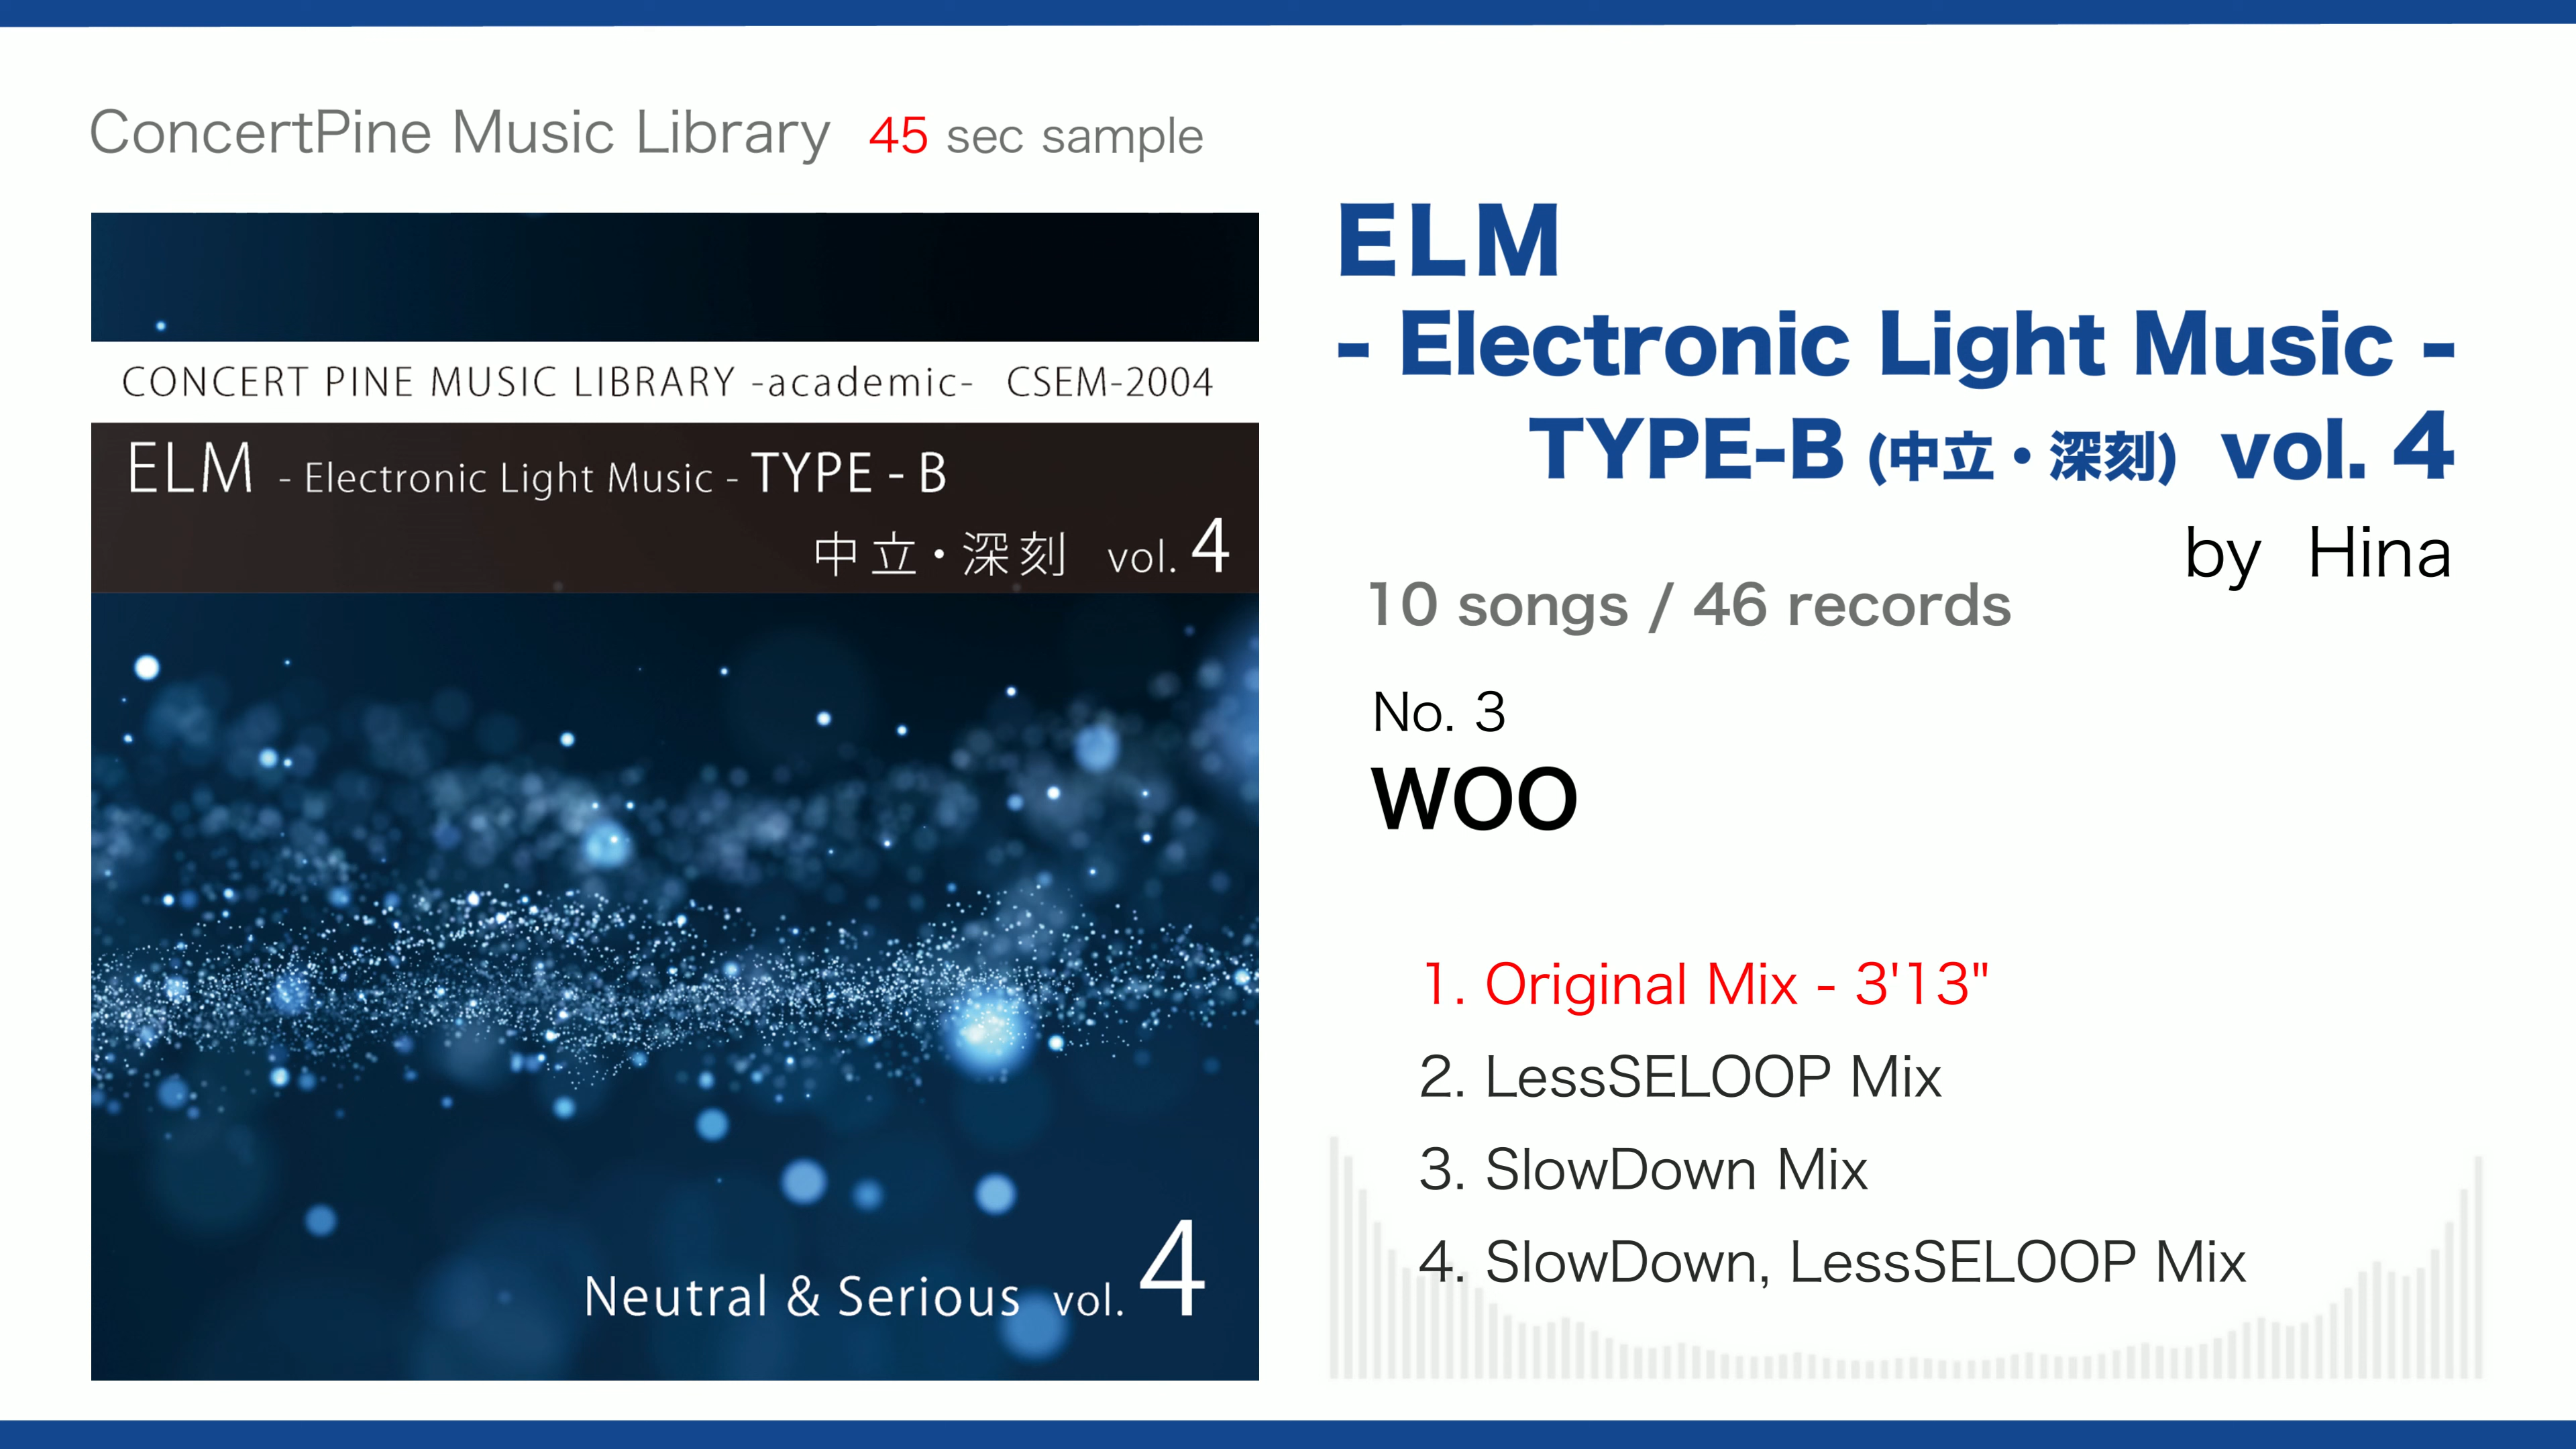 ConcertPine Music Library 45 sec sample
CONCERT PINE MUSIC LIBRARY -academic- CSEM-2004
ELM - Electronic Light Music - TYPE - B
中立・深刻 vol. 4
Neutral & Serious vol. 4
ELM
- Electronic Light Music -
TYPE-B (中立・深刻) vol. 4
by Hina
10 songs / 46 records
No. 3
WOO
1. Original Mix - 3'13"
2. LessSELOOP Mix
3. SlowDown Mix
4. SlowDown, LessSELOOP Mix